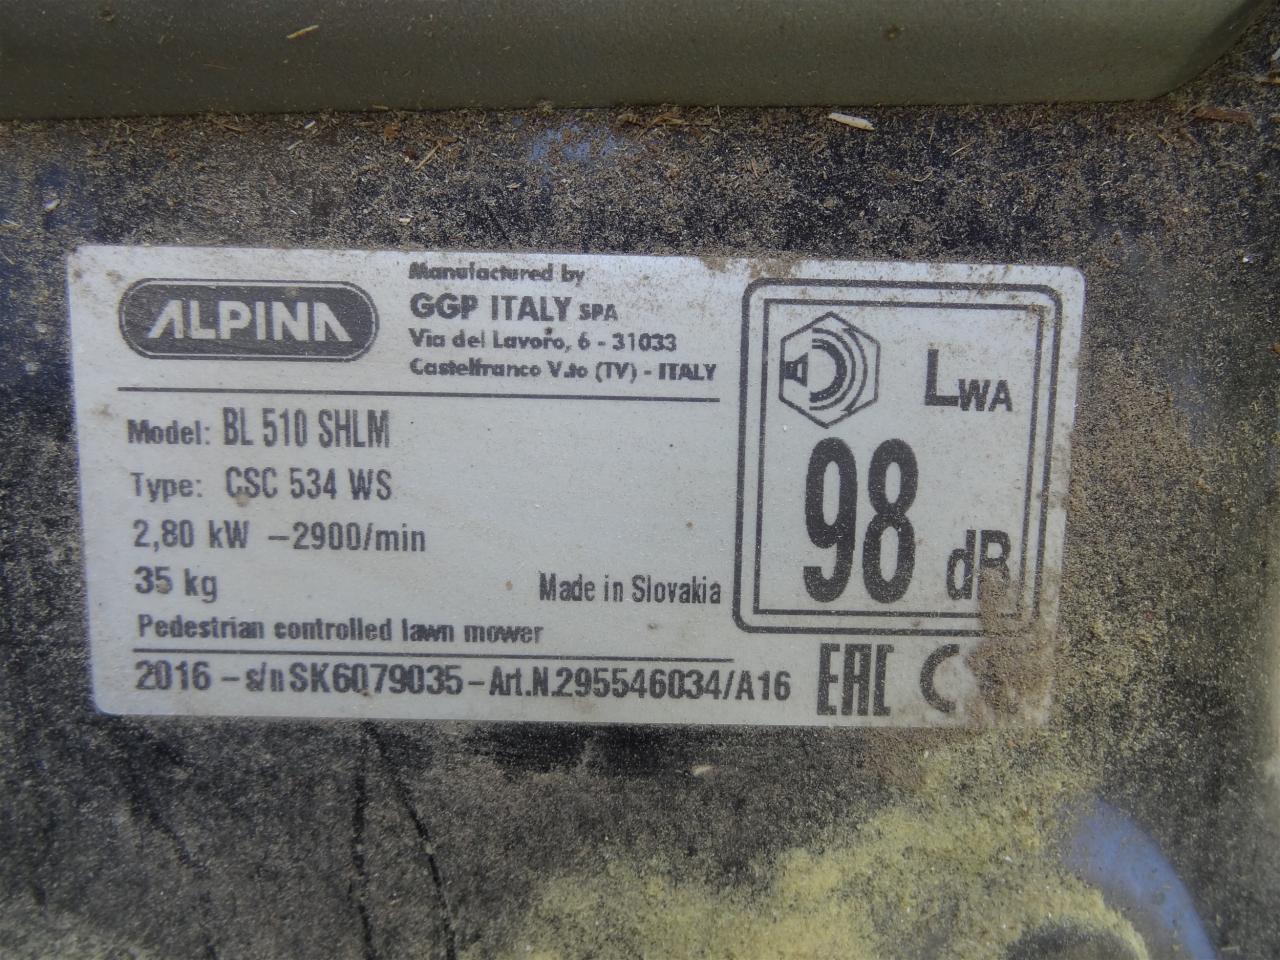 ALPINA
Manufactured by
GGP ITALY SPA
Via del Lavoro, 6 - 31033
Castelfranco V.to (TV) - ITALY
Model: BL 510 SHLM
Type: CSC 534 WS
2,80 kW -2900/min
35 kg
Made in Slovakia
Pedestrian controlled lawn mower
2016 - s/n SK6079035 - Art.N.295546034/A16
LWA
98
dB
EAC